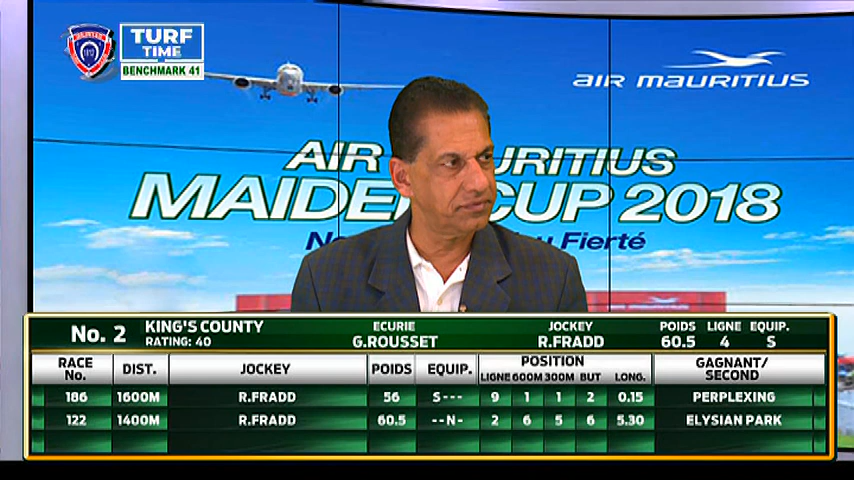 TURF
TIME
BENCHMARK 41
1812
AIR MAURITIUS
AIR MAURITIUS
MAIDEN CUP 2018
Fierté
No. 2 KING'S COUNTY ECURIE JOCKEY POIDS LIGNE EQUIP.
RATING: 40 G.ROUSSET R.FRADD 60.5 4 S
RACE No. DIST. JOCKEY POIDS EQUIP. POSITION GAGNANT/ SECOND
LIGNE 600M 300M BUT LONG.
186 1600M R.FRADD 56 S--- 9 1 1 2 0.15 PERPLEXING
122 1400M R.FRADD 60.5 --N- 2 6 5 6 5.30 ELYSIAN PARK